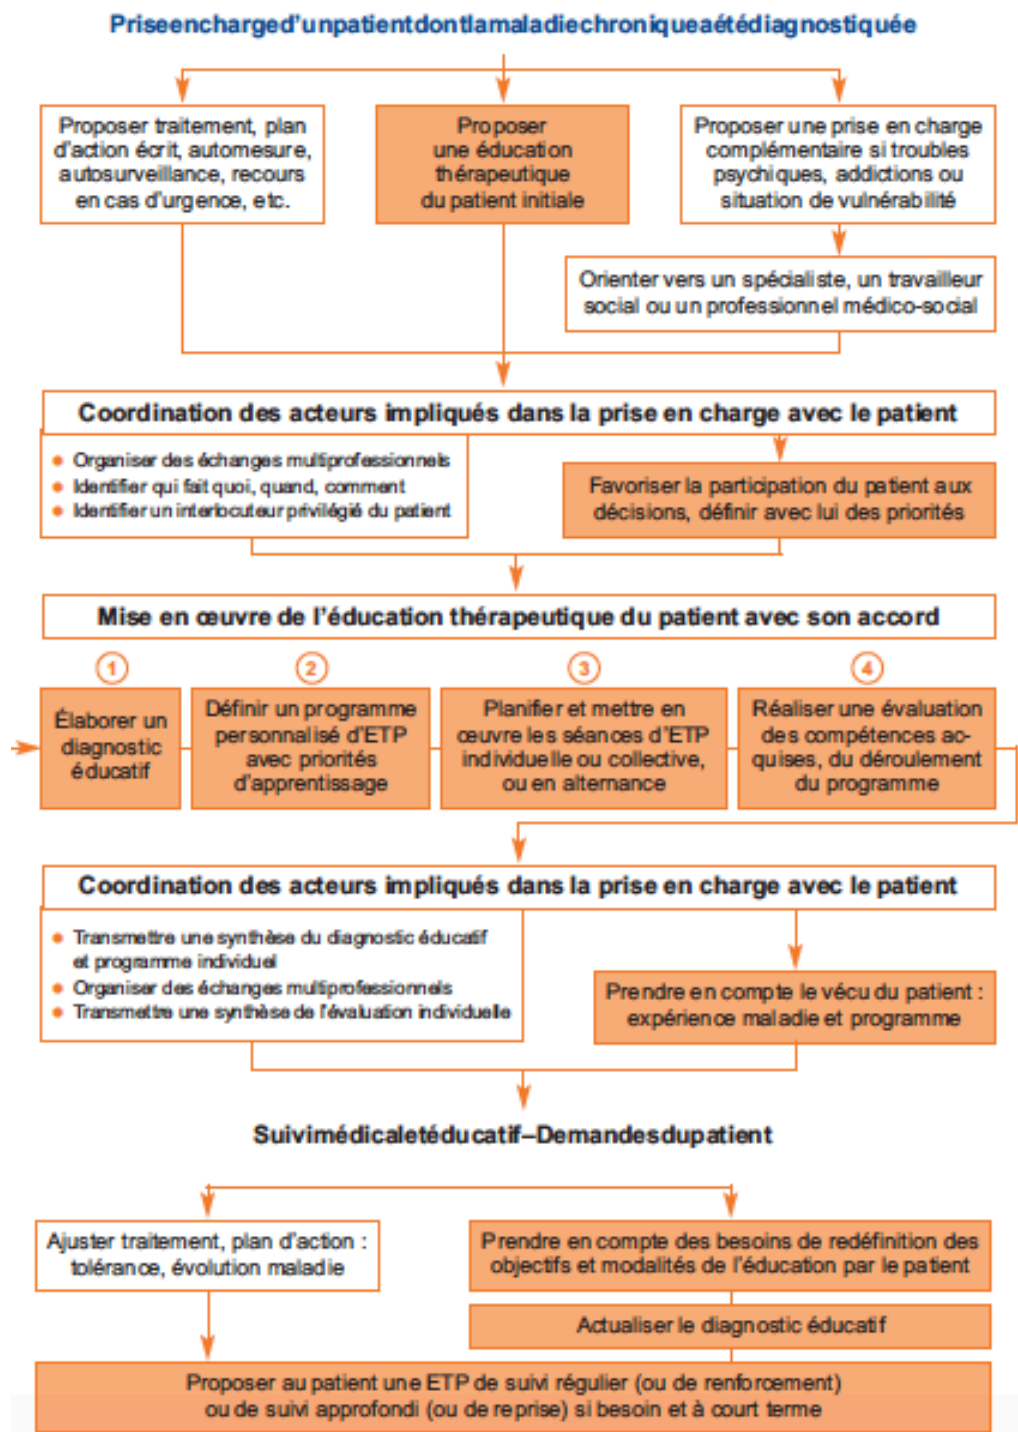 Priseencharged’unpatientdontlamaladiechroniqueaétédiagnostiquée
Proposer traitement, plan
d’action écrit, automesure,
autosurveillance, recours
en cas d’urgence, etc.
Proposer
une éducation
thérapeutique
du patient initiale
Proposer une prise en charge
complémentaire si troubles
psychiques, addictions ou
situation de vulnérabilité
Orienter vers un spécialiste, un travailleur
social ou un professionnel médico-social
Coordination des acteurs impliqués dans la prise en charge avec le patient
• Organiser des échanges multiprofessionnels
• Identifier qui fait quoi, quand, comment
• Identifier un interlocuteur privilégié du patient
Favoriser la participation du patient aux
décisions, définir avec lui des priorités
Mise en œuvre de l’éducation thérapeutique du patient avec son accord
1
Élaborer un
diagnostic
éducatif
2
Définir un programme
personnalisé d’ETP
avec priorités
d’apprentissage
3
Planifier et mettre en
œuvre les séances d’ETP
individuelle ou collective,
ou en alternance
4
Réaliser une évaluation
des compétences ac-
quises, du déroulement
du programme
Coordination des acteurs impliqués dans la prise en charge avec le patient
• Transmettre une synthèse du diagnostic éducatif
et programme individuel
• Organiser des échanges multiprofessionnels
• Transmettre une synthèse de l’évaluation individuelle
Prendre en compte le vécu du patient :
expérience maladie et programme
Suivimédicaletéducatif–Demandesdupatient
Ajuster traitement, plan d’action :
tolérance, évolution maladie
Prendre en compte des besoins de redéfinition des
objectifs et modalités de l’éducation par le patient
Actualiser le diagnostic éducatif
Proposer au patient une ETP de suivi régulier (ou de renforcement)
ou de suivi approfondi (ou de reprise) si besoin et à court terme